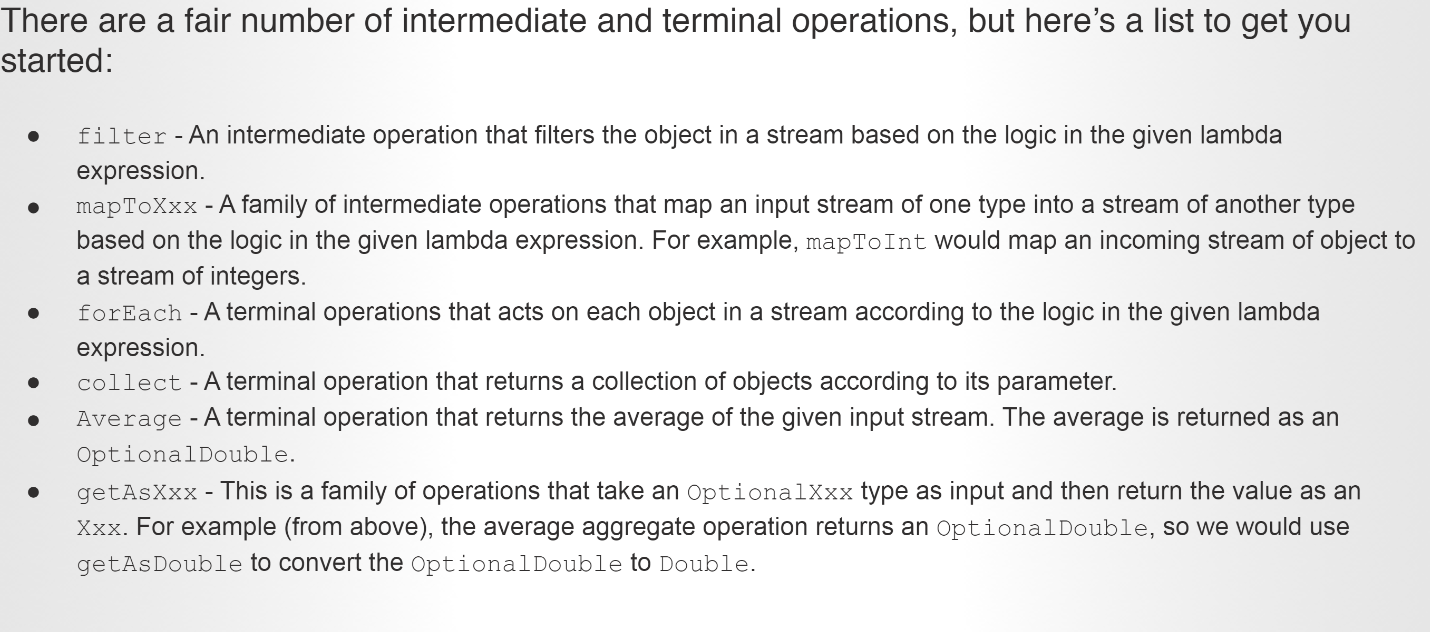 There are a fair number of intermediate and terminal operations, but here’s a list to get you
started:
● filter - An intermediate operation that filters the object in a stream based on the logic in the given lambda
expression.
● mapToXxx - A family of intermediate operations that map an input stream of one type into a stream of another type
based on the logic in the given lambda expression. For example, mapToInt would map an incoming stream of object to
a stream of integers.
● forEach - A terminal operations that acts on each object in a stream according to the logic in the given lambda
expression.
● collect - A terminal operation that returns a collection of objects according to its parameter.
● Average - A terminal operation that returns the average of the given input stream. The average is returned as an
OptionalDouble.
● getAsXxx - This is a family of operations that take an OptionalXxx type as input and then return the value as an
Xxx. For example (from above), the average aggregate operation returns an OptionalDouble, so we would use
getAsDouble to convert the OptionalDouble to Double.